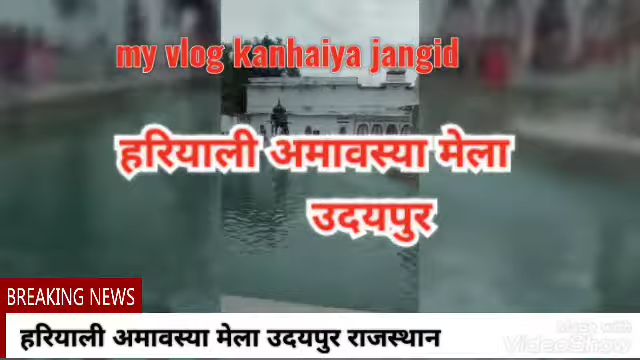 my vlog kanhaiya jangid
हरियाली अमावस्या मेला
उदयपुर
BREAKING NEWS
हरियाली अमावस्या मेला उदयपुर राजस्थान
Made with
VideoShow